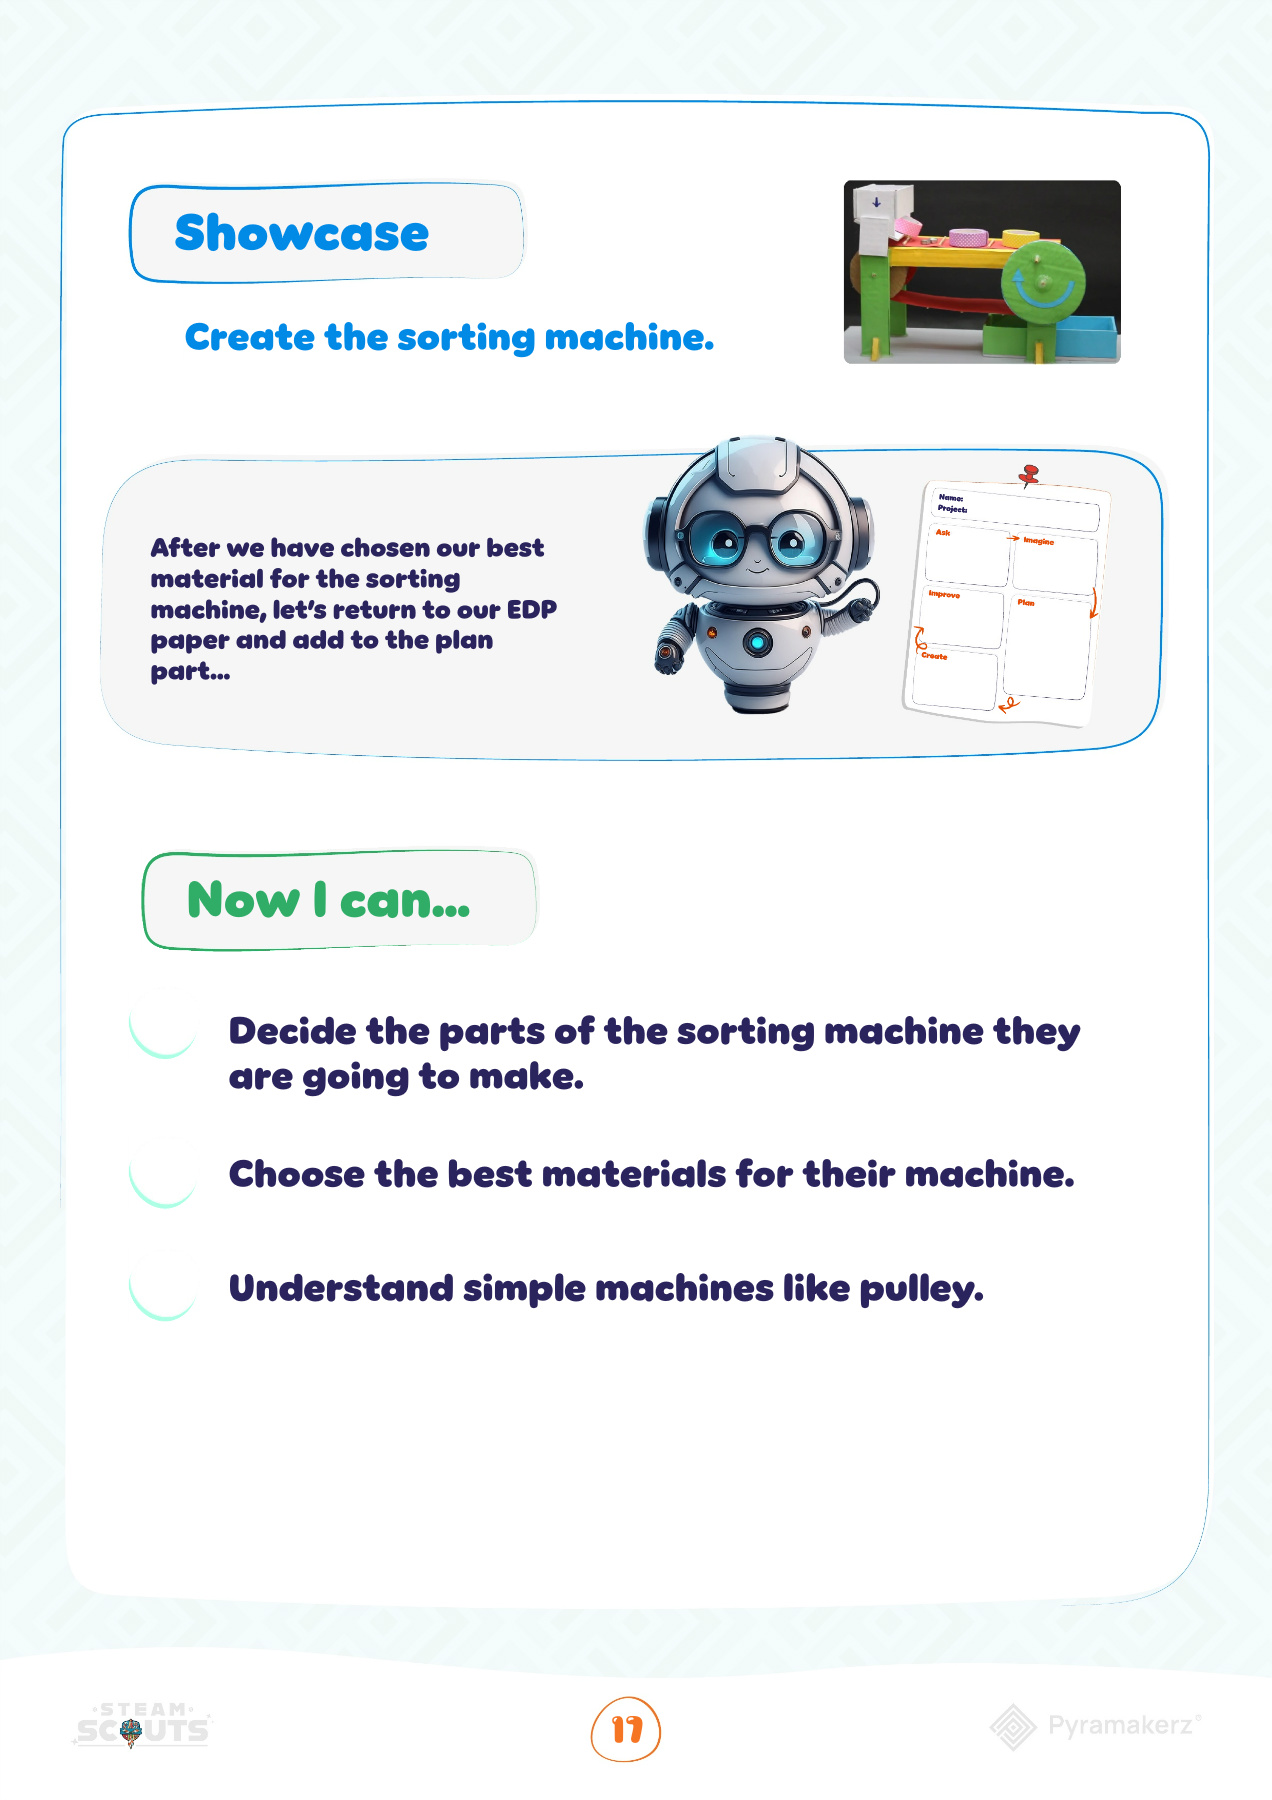 Showcase
Create the sorting machine.
After we have chosen our best
material for the sorting
machine, let's return to our EDP
paper and add to the plan
part...
Name:
Project:
Ask
Imagine
Improve
Plan
Create
Now I can...
Decide the parts of the sorting machine they
are going to make.
Choose the best materials for their machine.
Understand simple machines like pulley.
STEAM
SCOUTS
17
Pyramakerz